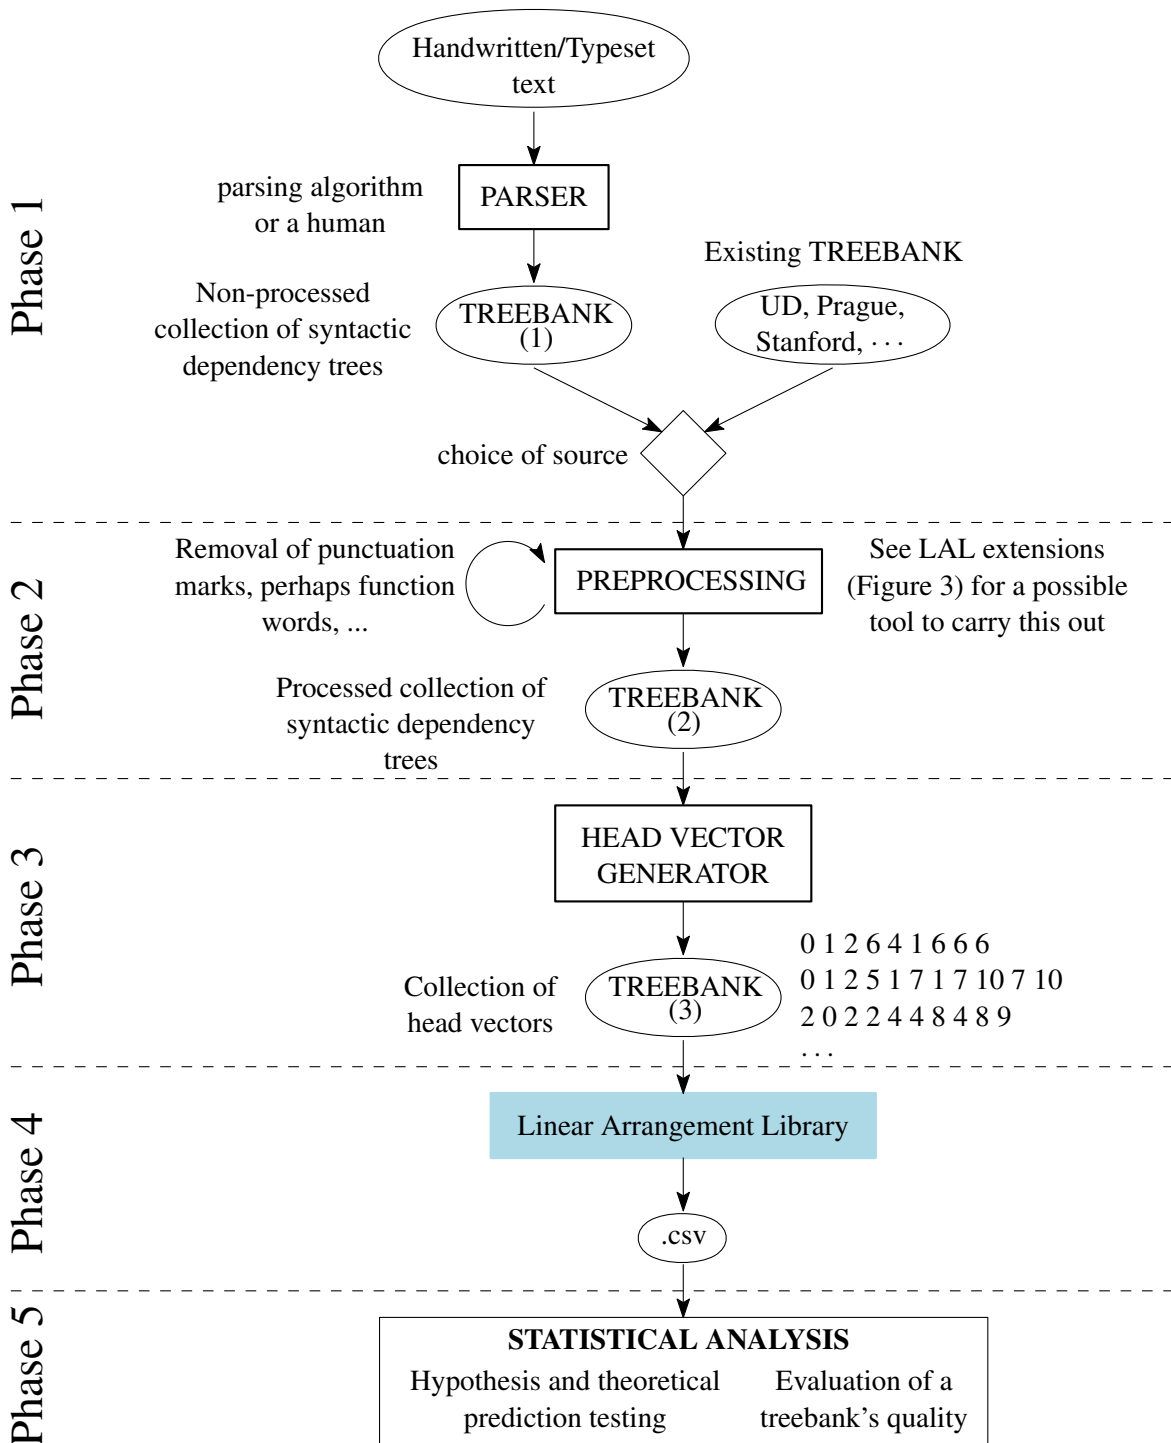 Handwritten/Typeset
text
Phase 1
parsing algorithm
or a human
PARSER
Existing TREEBANK
Non-processed
collection of syntactic
dependency trees
TREEBANK
(1)
UD, Prague,
Stanford, · · ·
choice of source
Phase 2
Removal of punctuation
marks, perhaps function
words, ...
PREPROCESSING
See LAL extensions
(Figure 3) for a possible
tool to carry this out
Processed collection of
syntactic dependency
trees
TREEBANK
(2)
Phase 3
HEAD VECTOR
GENERATOR
Collection of
head vectors
TREEBANK
(3)
0 1 2 6 4 1 6 6 6
0 1 2 5 1 7 1 7 10 7 10
2 0 2 2 4 4 8 4 8 9
· · ·
Phase 4
Linear Arrangement Library
.csv
Phase 5
STATISTICAL ANALYSIS
Hypothesis and theoretical
prediction testing
Evaluation of a
treebank's quality